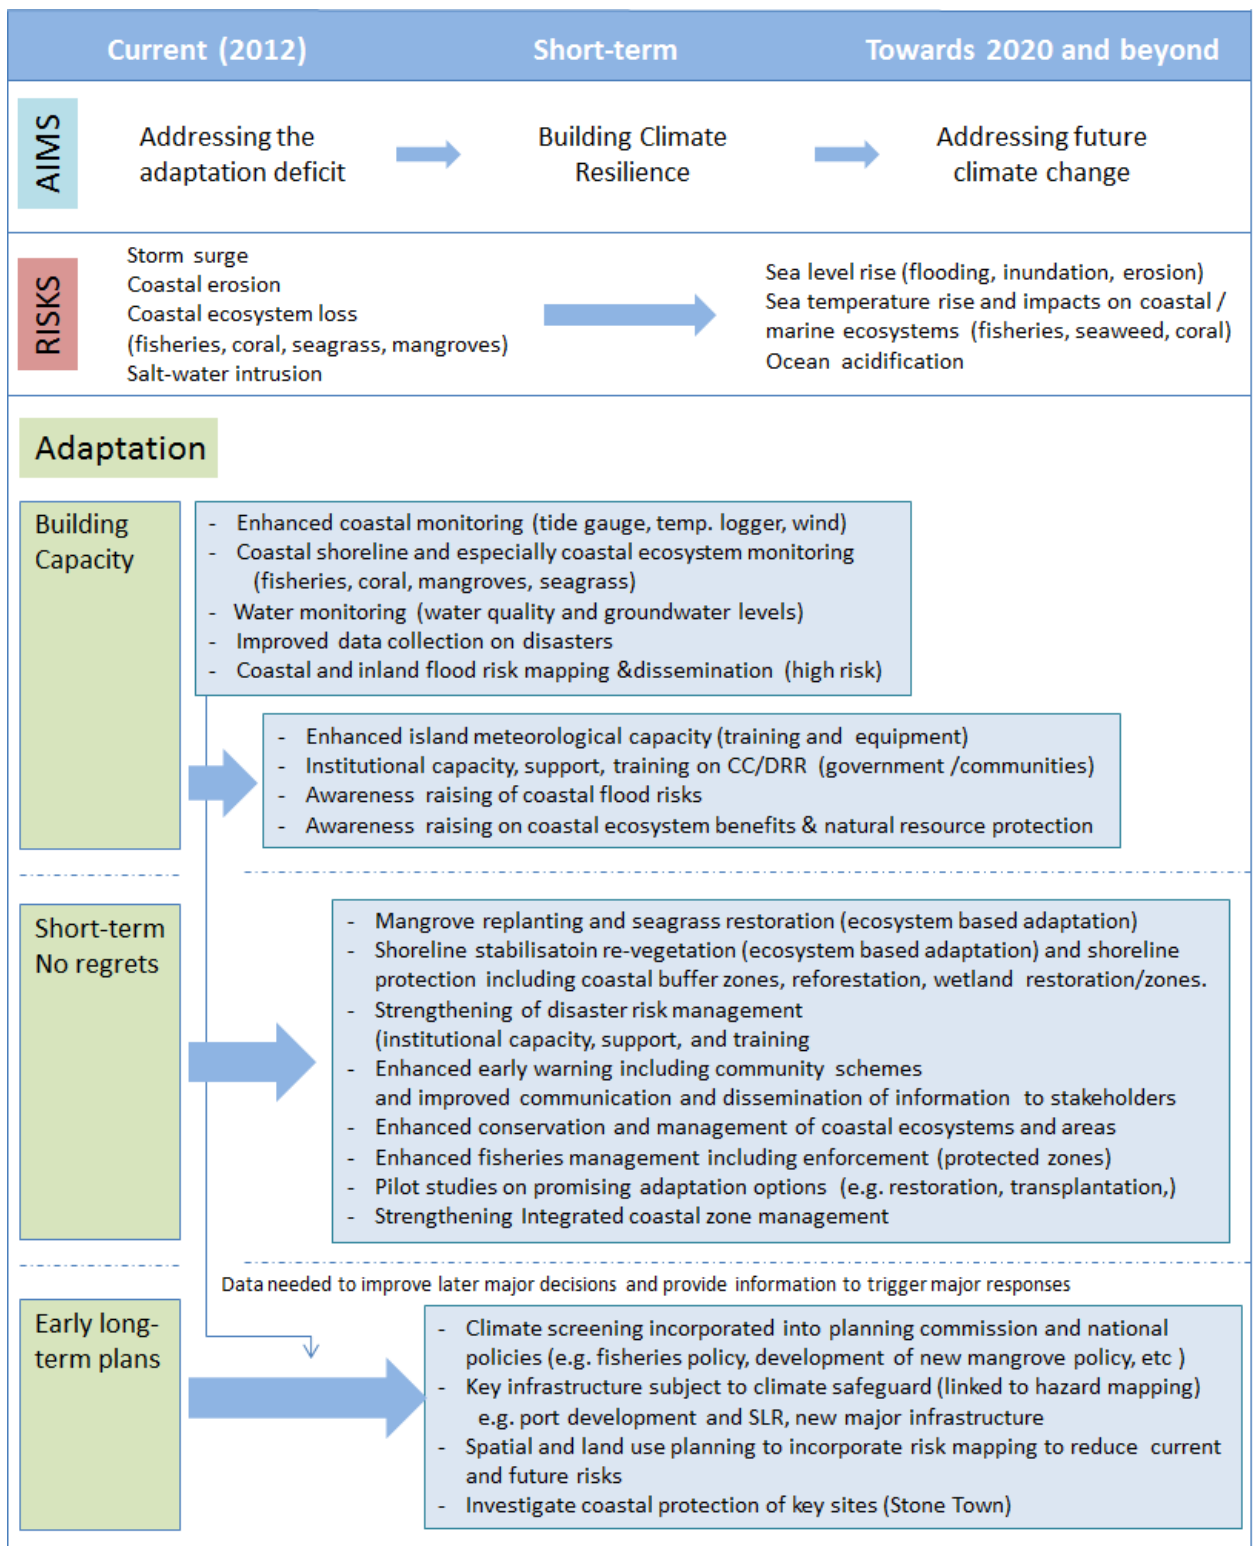 Current (2012) Short-term Towards 2020 and beyond
AIMS
Addressing the
adaptation deficit
Building Climate
Resilience
Addressing future
climate change
RISKS
Storm surge
Coastal erosion
Coastal ecosystem loss
(fisheries, coral, seagrass, mangroves)
Salt-water intrusion
Sea level rise (flooding, inundation, erosion)
Sea temperature rise and impacts on coastal /
marine ecosystems (fisheries, seaweed, coral)
Ocean acidification
Adaptation
Building
Capacity
- Enhanced coastal monitoring (tide gauge, temp. logger, wind)
- Coastal shoreline and especially coastal ecosystem monitoring
(fisheries, coral, mangroves, seagrass)
- Water monitoring (water quality and groundwater levels)
- Improved data collection on disasters
- Coastal and inland flood risk mapping &dissemination (high risk)
- Enhanced island meteorological capacity (training and equipment)
- Institutional capacity, support, training on CC/DRR (government /communities)
- Awareness raising of coastal flood risks
- Awareness raising on coastal ecosystem benefits & natural resource protection
Short-term
No regrets
- Mangrove replanting and seagrass restoration (ecosystem based adaptation)
- Shoreline stabilisatoin re-vegetation (ecosystem based adaptation) and shoreline
protection including coastal buffer zones, reforestation, wetland restoration/zones.
- Strengthening of disaster risk management
(institutional capacity, support, and training
- Enhanced early warning including community schemes
and improved communication and dissemination of information to stakeholders
- Enhanced conservation and management of coastal ecosystems and areas
- Enhanced fisheries management including enforcement (protected zones)
- Pilot studies on promising adaptation options (e.g. restoration, transplantation,)
- Strengthening Integrated coastal zone management
Data needed to improve later major decisions and provide information to trigger major responses
Early long-
term plans
- Climate screening incorporated into planning commission and national
policies (e.g. fisheries policy, development of new mangrove policy, etc )
- Key infrastructure subject to climate safeguard (linked to hazard mapping)
e.g. port development and SLR, new major infrastructure
- Spatial and land use planning to incorporate risk mapping to reduce current
and future risks
- Investigate coastal protection of key sites (Stone Town)